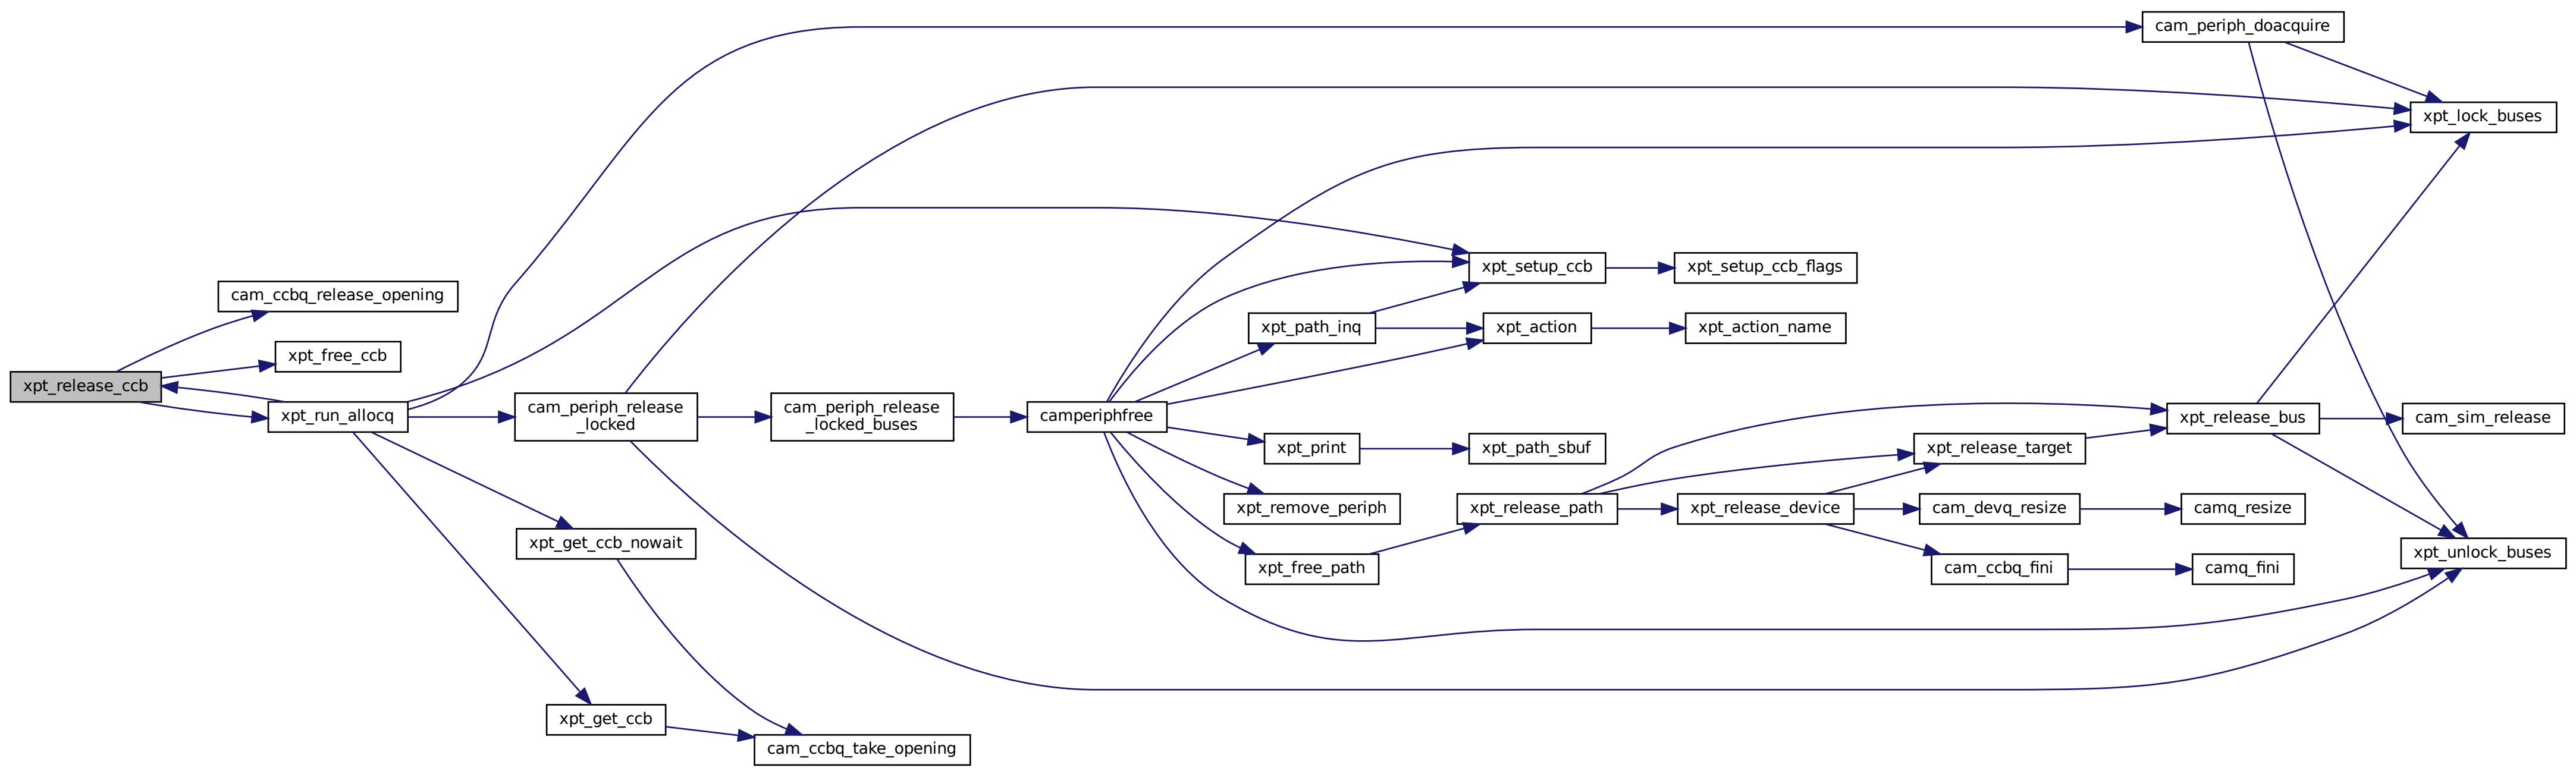 cam_periph_doacquire
xpt_lock_buses
xpt_setup_ccb
xpt_setup_ccb_flags
cam_ccbq_release_opening
xpt_path_inq
xpt_action
xpt_action_name
xpt_free_ccb
xpt_release_ccb
xpt_run_allocq
cam_periph_release
_locked
cam_periph_release
_locked_buses
camperiphfree
xpt_release_bus
cam_sim_release
xpt_print
xpt_path_sbuf
xpt_release_target
xpt_remove_periph
xpt_release_path
xpt_release_device
cam_devq_resize
camq_resize
xpt_get_ccb_nowait
xpt_unlock_buses
xpt_free_path
cam_ccbq_fini
camq_fini
xpt_get_ccb
cam_ccbq_take_opening